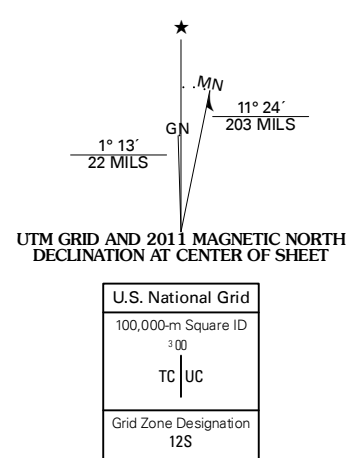 ★
MN
GN
11° 24´
203 MILS
1° 13´
22 MILS
UTM GRID AND 2011 MAGNETIC NORTH
DECLINATION AT CENTER OF SHEET
U.S. National Grid
100,000-m Square ID
³00
TC UC
Grid Zone Designation
12S